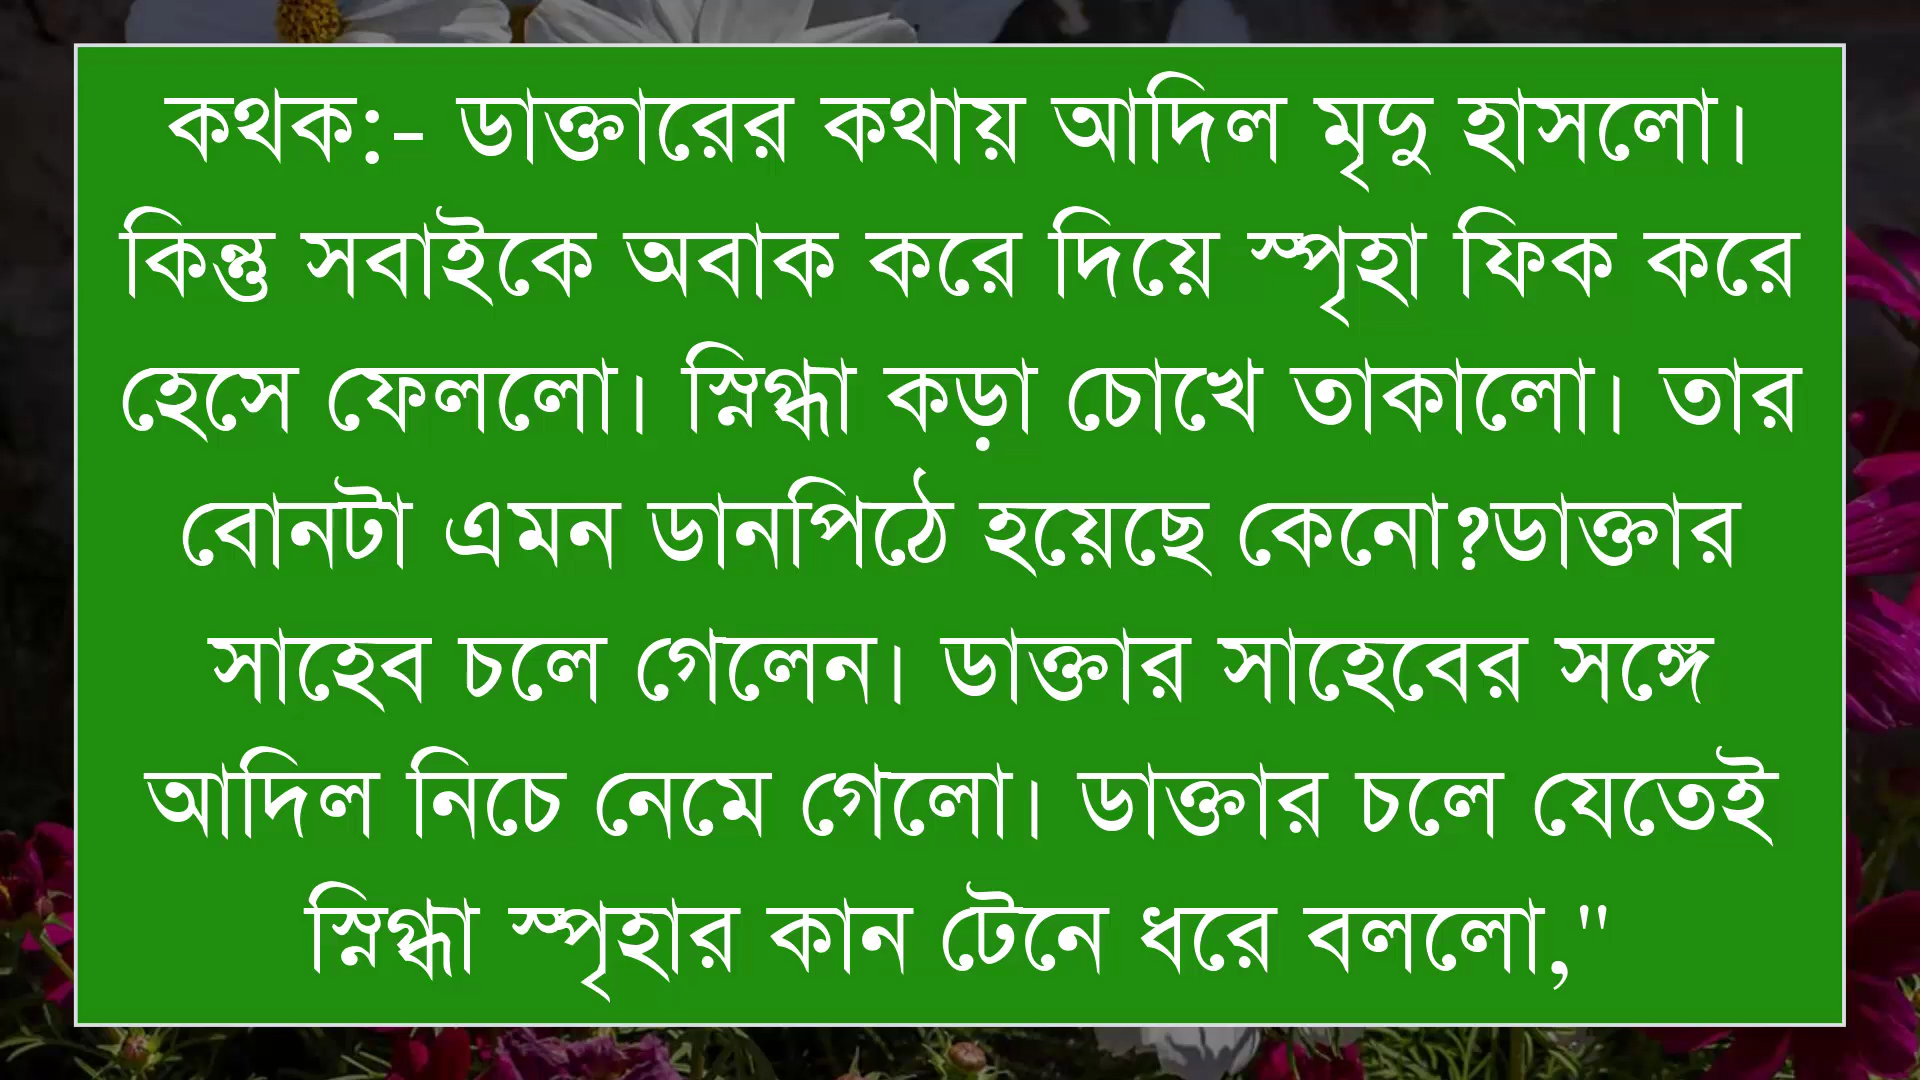 কথক:- ডাক্তারের কথায় আদিল মৃদু হাসলো।
কিন্তু সবাইকে অবাক করে দিয়ে স্পৃহা ফিক করে
হেসে ফেললো। স্নিগ্ধা কড়া চোখে তাকালো। তার
বোনটা এমন ডানপিঠে হয়েছে কেনো?ডাক্তার
সাহেব চলে গেলেন। ডাক্তার সাহেবের সঙ্গে
আদিল নিচে নেমে গেলো। ডাক্তার চলে যেতেই
স্নিগ্ধা স্পৃহার কান টেনে ধরে বললো,"